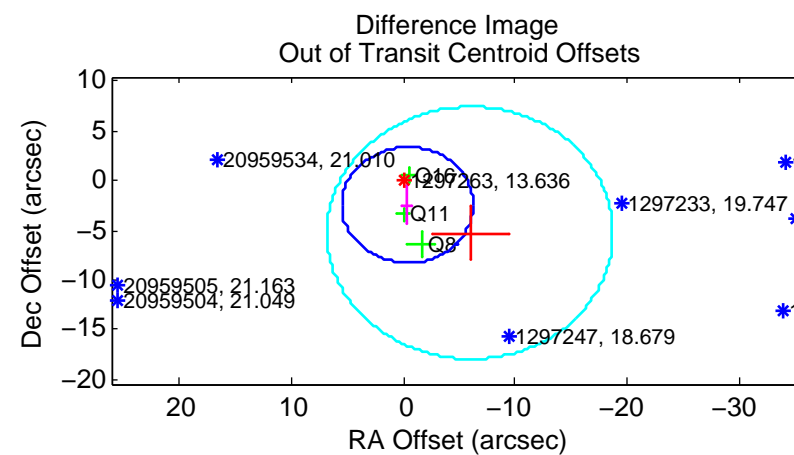 Difference Image
Out of Transit Centroid Offsets
10
5
0
−5
−10
−15
−20
Dec Offset (arcsec)
20959534, 21.010
Q16
1297263, 13.636
1297233, 19.747
Q11
Q8
20959505, 21.163
20959504, 21.049
1297247, 18.679
20
10
0
−10
−20
−30
RA Offset (arcsec)